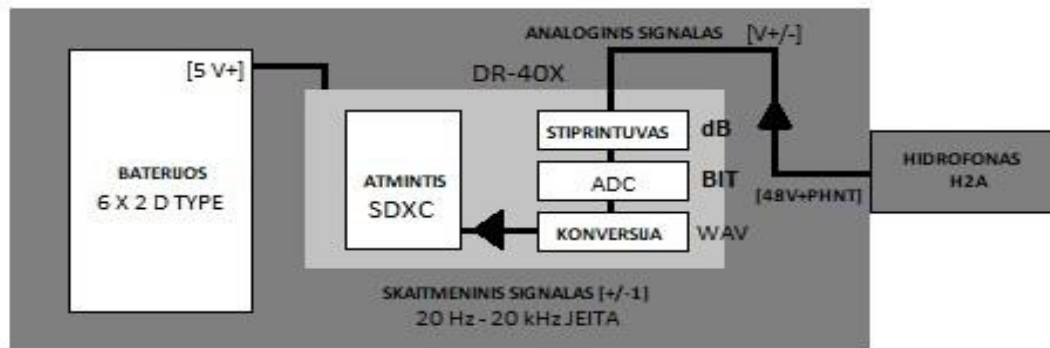 ANALOGINIS SIGNALAS [V+/-]
[5 V+]
DR-40X
BATERIJOS
6 X 2 D TYPE
ATMINTIS
SDXC
STIPRINTUVAS dB
ADC BIT
KONVERSIJA WAV
[48V+PHNT]
HIDROFONAS
H2A
SKAITMENINIS SIGNALAS [+/-1]
20 Hz - 20 kHz JEITA